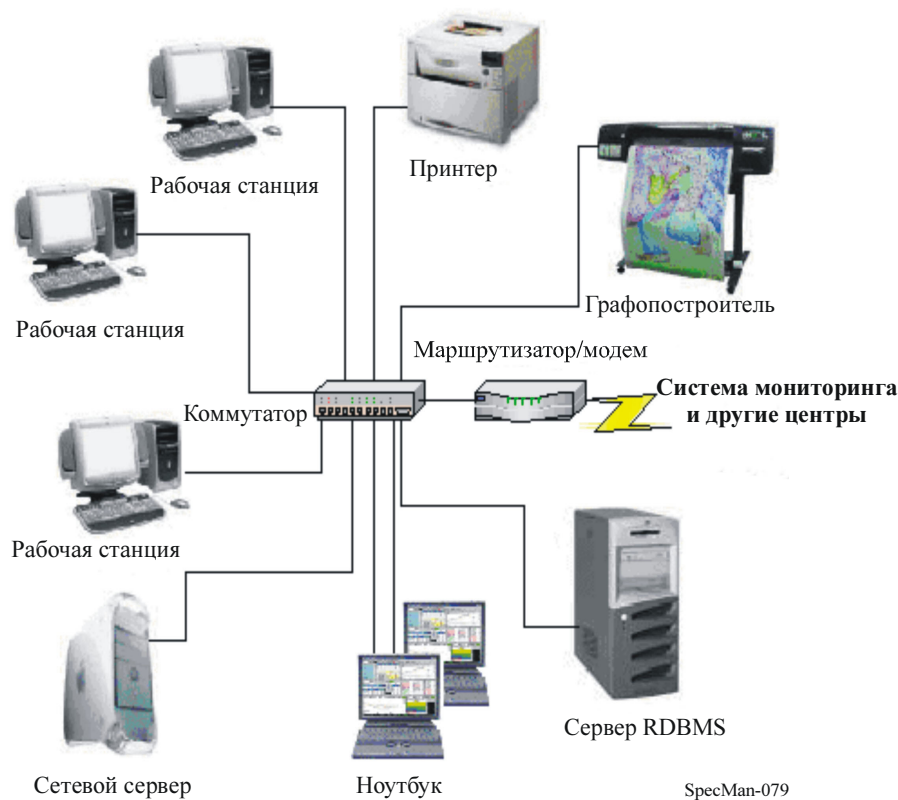 Рабочая станция
Принтер
Графопостроитель
Рабочая станция
Маршрутизатор/модем
Коммутатор
Система мониторинга
и другие центры
Рабочая станция
Сервер RDBMS
Сетевой сервер
Ноутбук
SpecMan-079